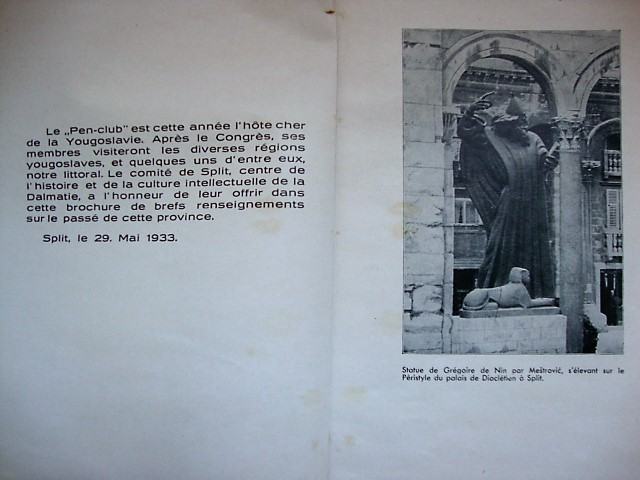 Le „Pen-club" est cette année l'hôte cher
de la Yougoslavie. Après le Congrès, ses
membres visiteront les diverses régions
yougoslaves, et quelques uns d'entre eux,
notre littoral. Le comité de Split, centre de
l'histoire et de la culture intellectuelle de la
Dalmatie, a l'honneur de leur offrir dans
cette brochure de brefs renseignements
sur le passé de cette province.
Split, le 29. Mai 1933.
Statue de Grégoire de Nin par Meštrović, s'élevant sur le
Péristyle du palais de Dioclétien à Split.